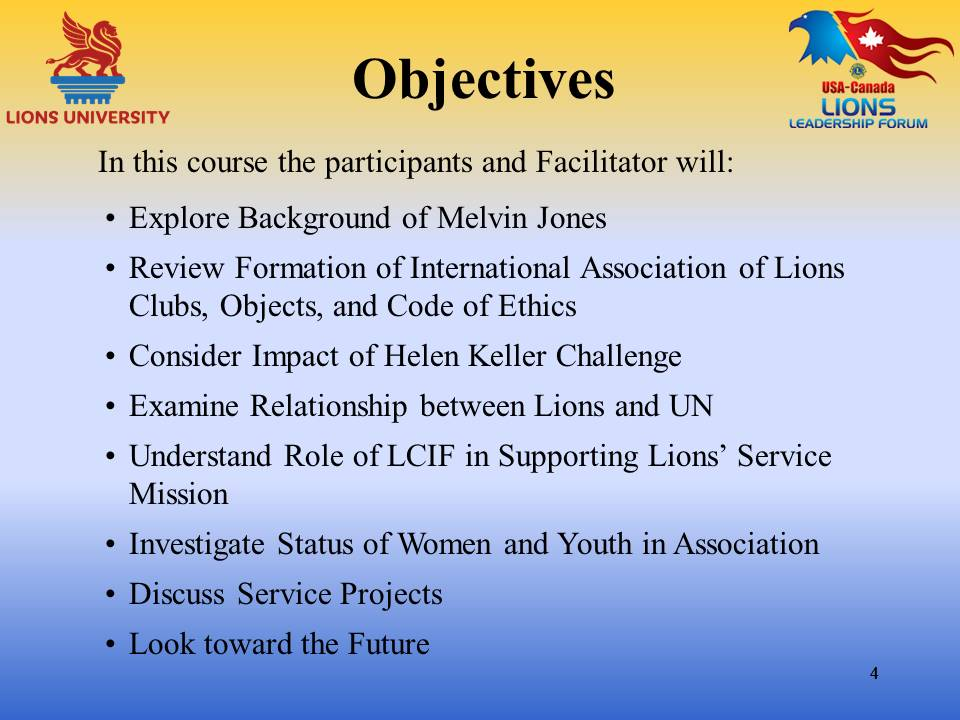 Objectives
LIONS UNIVERSITY
USA-Canada
LIONS
LEADERSHIP FORUM
In this course the participants and Facilitator will:
• Explore Background of Melvin Jones
• Review Formation of International Association of Lions
Clubs, Objects, and Code of Ethics
• Consider Impact of Helen Keller Challenge
• Examine Relationship between Lions and UN
• Understand Role of LCIF in Supporting Lions’ Service
Mission
• Investigate Status of Women and Youth in Association
• Discuss Service Projects
• Look toward the Future
4